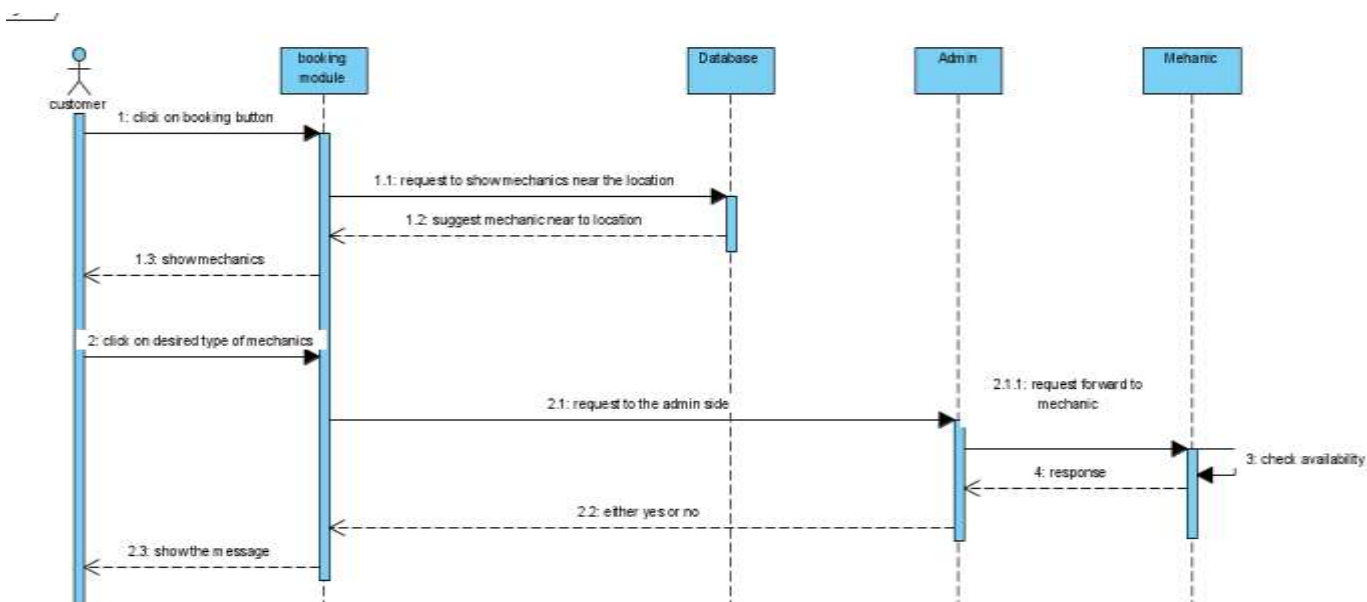 booking
module
Database
Admin
Mehanic
customer
1: click on booking button
1.1: request to show mechanics near the location
1.2: suggest mechanic near to location
1.3: show mechanics
2: click on desired type of mechanics
2.1: request to the admin side
2.1.1: request forward to
mechanic
3: check availability
4: response
2.2: either yes or no
2.3: show the message